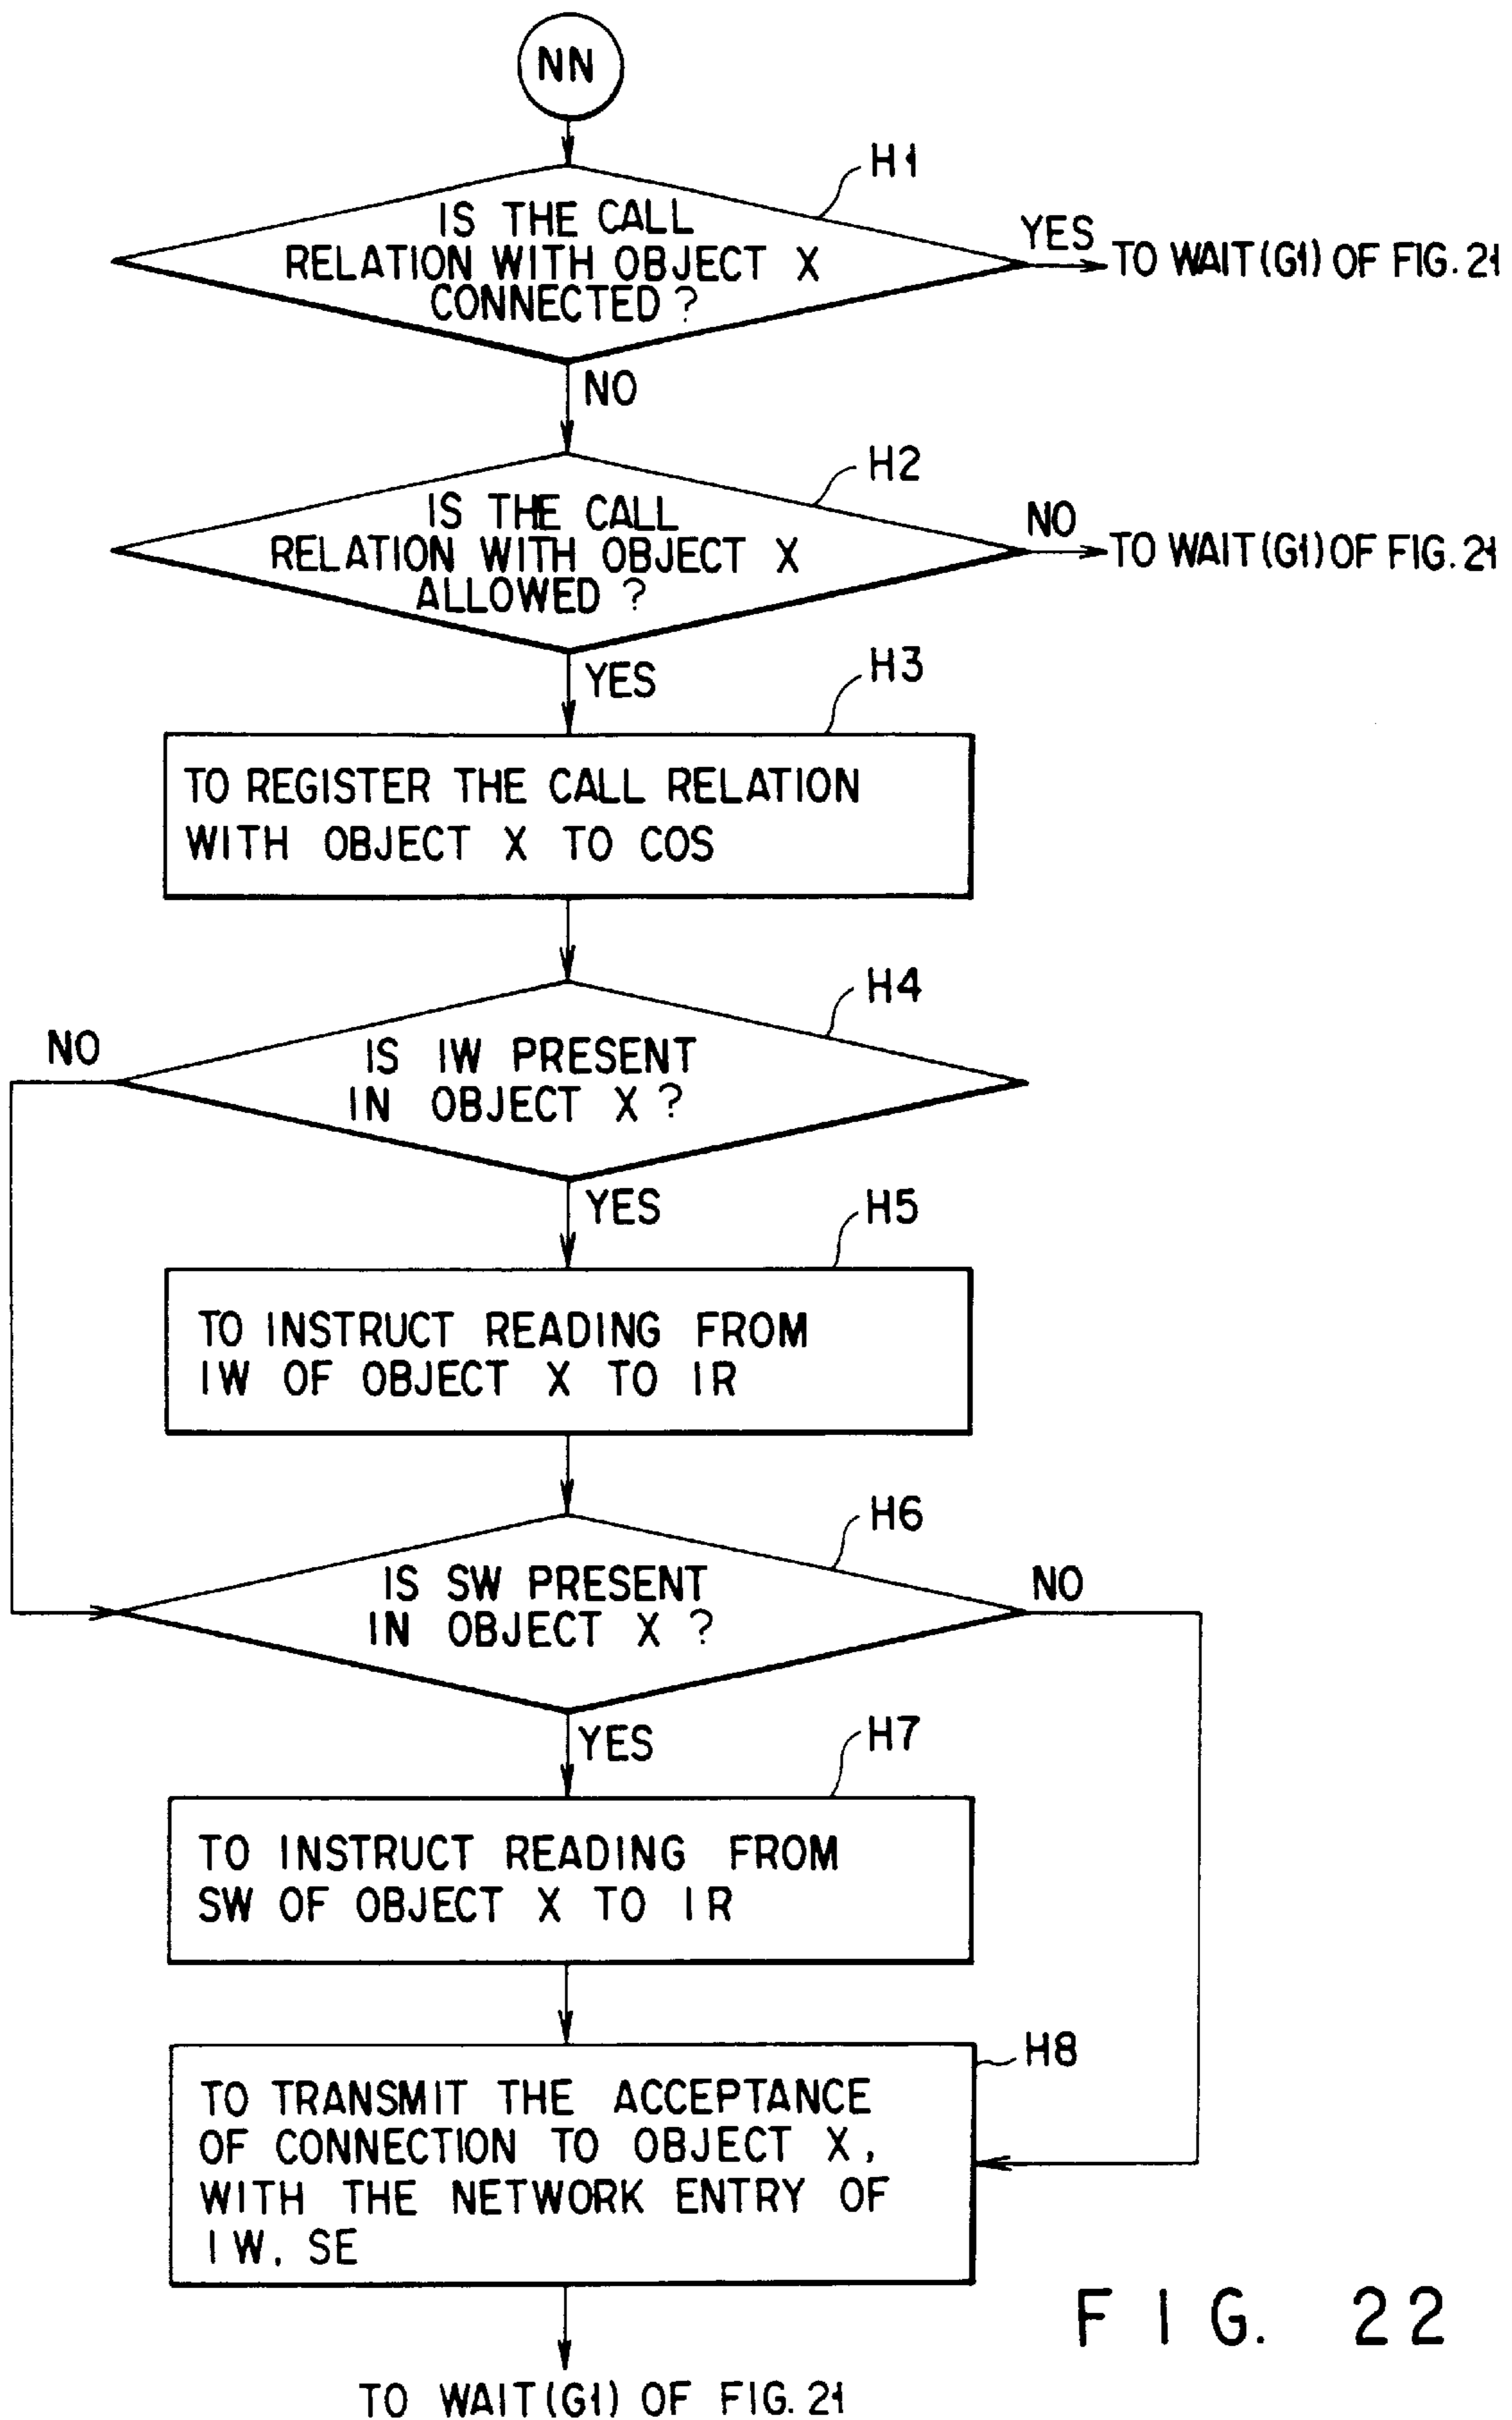 NN
H1
IS THE CALL
RELATION WITH OBJECT X
CONNECTED ?
YES
TO WAIT(G1) OF FIG. 21
NO
H2
IS THE CALL
RELATION WITH OBJECT X
ALLOWED ?
NO
TO WAIT(G1) OF FIG. 21
YES
H3
TO REGISTER THE CALL RELATION
WITH OBJECT X TO COS
H4
NO
IS IW PRESENT
IN OBJECT X ?
YES
H5
TO INSTRUCT READING FROM
IW OF OBJECT X TO IR
H6
IS SW PRESENT
IN OBJECT X ?
NO
YES
H7
TO INSTRUCT READING FROM
SW OF OBJECT X TO IR
H8
TO TRANSMIT THE ACCEPTANCE
OF CONNECTION TO OBJECT X,
WITH THE NETWORK ENTRY OF
IW, SE
TO WAIT(G1) OF FIG. 21
FIG. 22